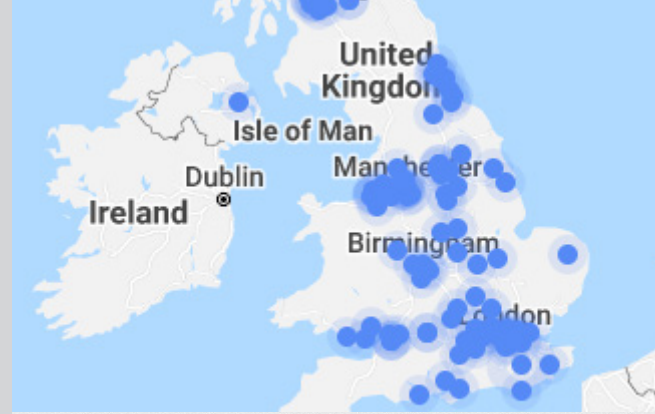 United
Kingdom
Isle of Man
Manchester
Dublin
Ireland
Birmingham
London